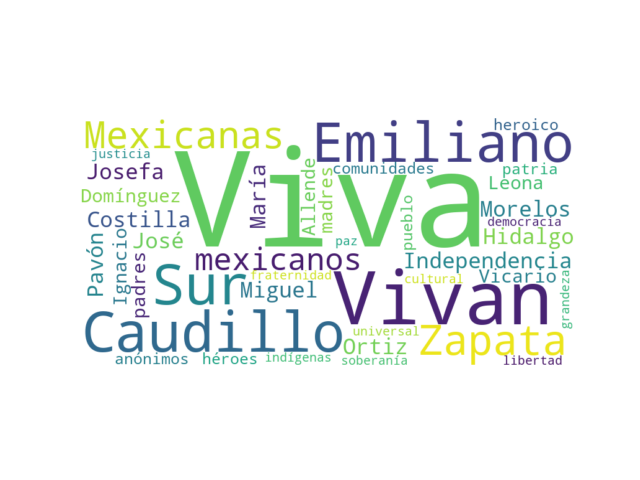 Mexicanas
Emiliano
heroico
justicia
Viva
Josefa
María
Allende
madres
comunidades
patria
Leona
Domínguez
Costilla
José
pueblo
Morelos
democracia
Hidalgo
paz
Pavón
Ignacio
padres
mexicanos
Independencia
Sur
fraternidad
Miguel
Vivan
cultural
Vicario
grandeza
Caudillo
universal
Ortiz
Zapata
anónimos
héroes
indígenas
soberanía
libertad